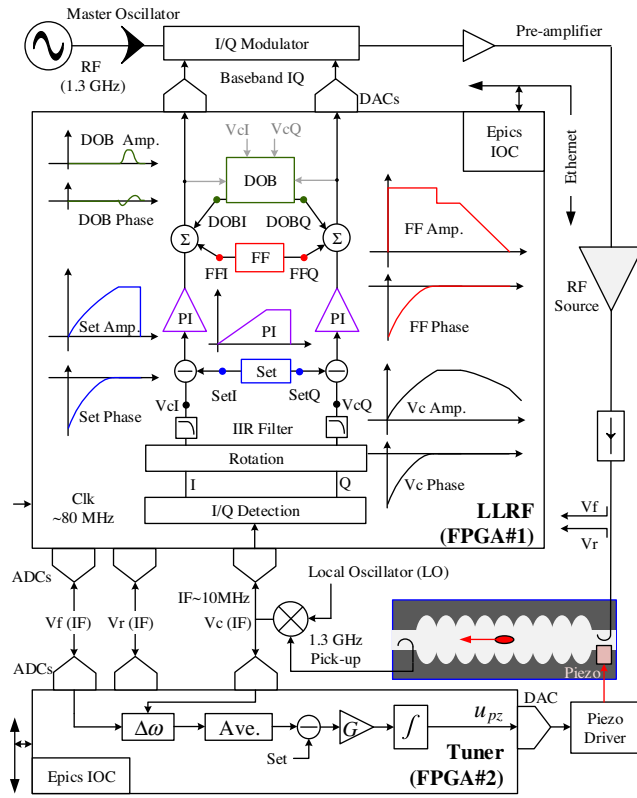 Master Oscillator
RF
(1.3 GHz)
I/Q Modulator
Pre-amplifier
Baseband IQ
DACs
Epics
IOC
Ethernet
DOB Amp.
DOB Phase
VcI
VcQ
DOB
DOBI
DOBQ
Σ
Σ
FF
FFI
FFQ
FF Amp.
FF Phase
RF
Source
Set Amp.
Set Phase
PI
PI
PI
Set
SetI
SetQ
VcI
VcQ
IIR Filter
Vc Amp.
Vc Phase
Rotation
I
Q
I/Q Detection
Clk
~80 MHz
LLRF
(FPGA#1)
Vf
Vr
ADCs
Vf (IF)
Vr (IF)
IF~10MHz
Vc (IF)
Local Oscillator (LO)
1.3 GHz
Pick-up
Piezo
ADCs
Δω
Ave.
Set
G
∫
u_pz
DAC
Piezo
Driver
Tuner
(FPGA#2)
Epics IOC